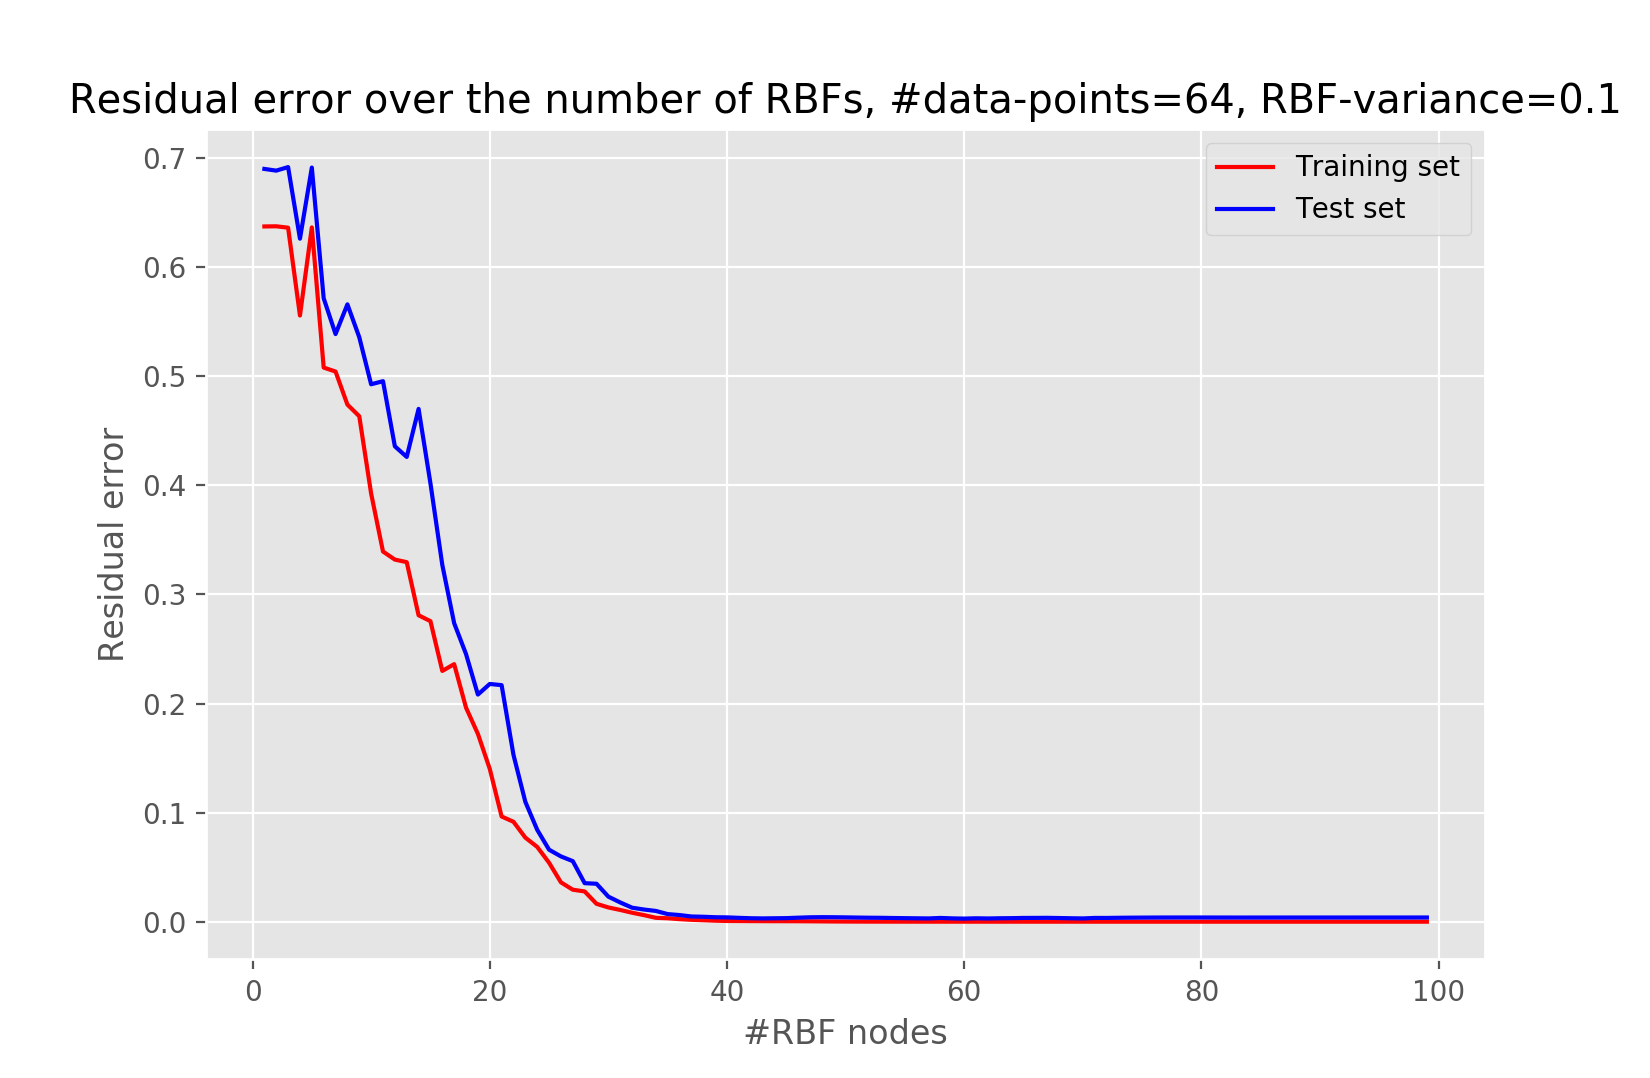 Residual error over the number of RBFs, #data-points=64, RBF-variance=0.1
Training set
Test set
Residual error
0.7
0.6
0.5
0.4
0.3
0.2
0.1
0.0
0 20 40 60 80 100
#RBF nodes